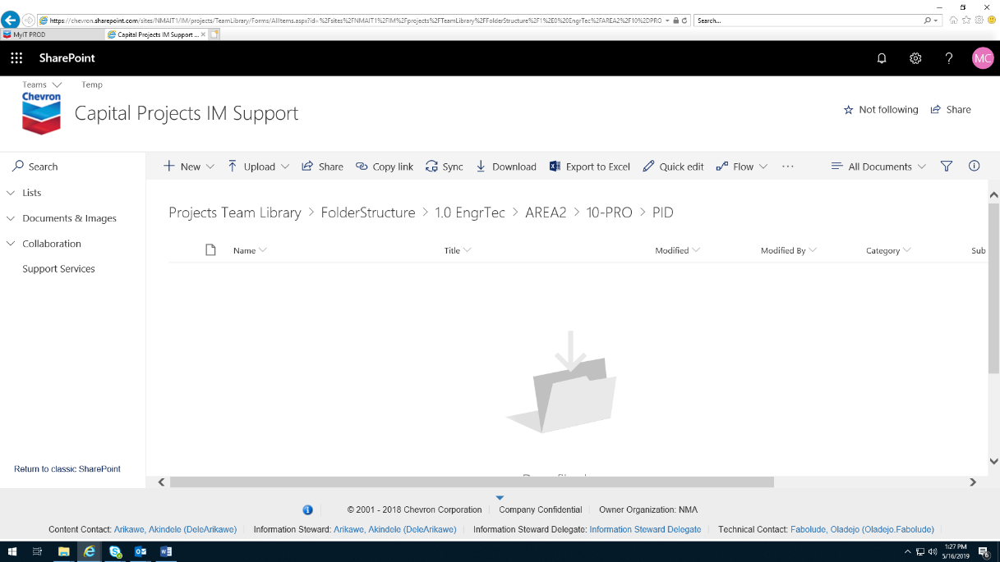 https://chevron.sharepoint.com/sites/NMAIT1/IM/projects/TeamLibrary/Forms/AllItems.aspx?id=%2Fsites%2FNMAIT1%2FIM%2Fprojects%2FTeamLibrary%2FFolderStructure%2F1%2E0%20EngrTec%2FAREA2%2F10%2DPRO
Search...
MyIT PROD
Capital Projects IM Support ...
SharePoint
MC
Teams
Temp
Chevron
Capital Projects IM Support
Not following
Share
Search
New
Upload
Share
Copy link
Sync
Download
Export to Excel
Quick edit
Flow
All Documents
Lists
Documents & Images
Collaboration
Support Services
Projects Team Library > FolderStructure > 1.0 EngrTec > AREA2 > 10-PRO > PID
Name
Title
Modified
Modified By
Category
Sub
Return to classic SharePoint
© 2001 - 2018 Chevron Corporation
Company Confidential
Owner Organization: NMA
Content Contact: Arikawe, Akindele (DeleArikawe)
Information Steward: Arikawe, Akindele (DeleArikawe)
Information Steward Delegate: Information Steward Delegate
Technical Contact: Fabolude, Oladejo (Oladejo.Fabolude)
1:27 PM
5/16/2019
6